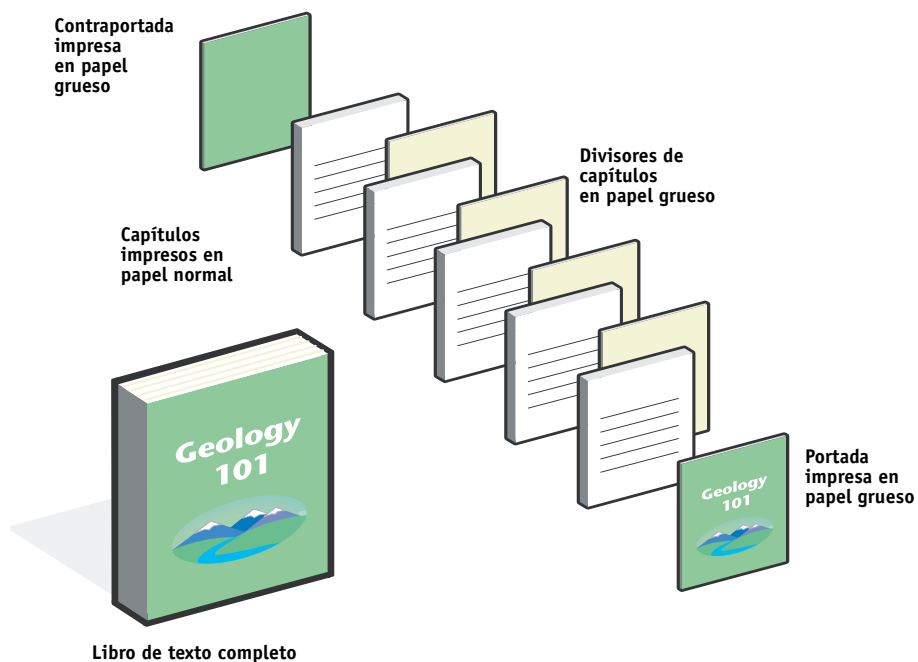 Contraportada
impresa
en papel
grueso
Divisores de
capítulos
en papel grueso
Capítulos
impresos en
papel normal
Geology
101
Portada
impresa en
papel grueso
Geology
101
Libro de texto completo